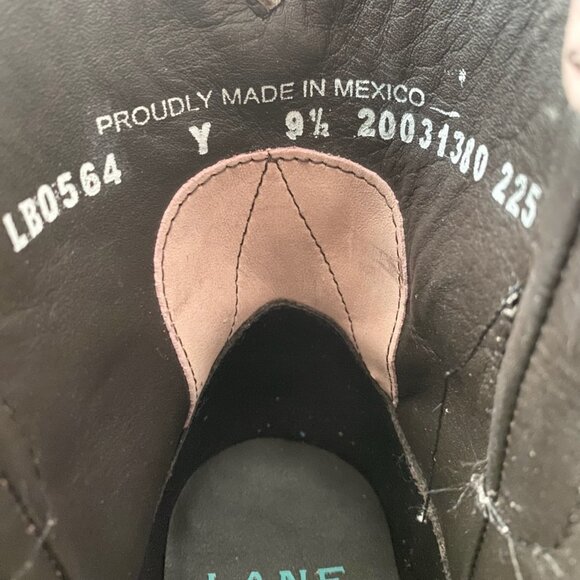 PROUDLY MADE IN MEXICO
LB0564 Y 9½ 20031380 225
LANE